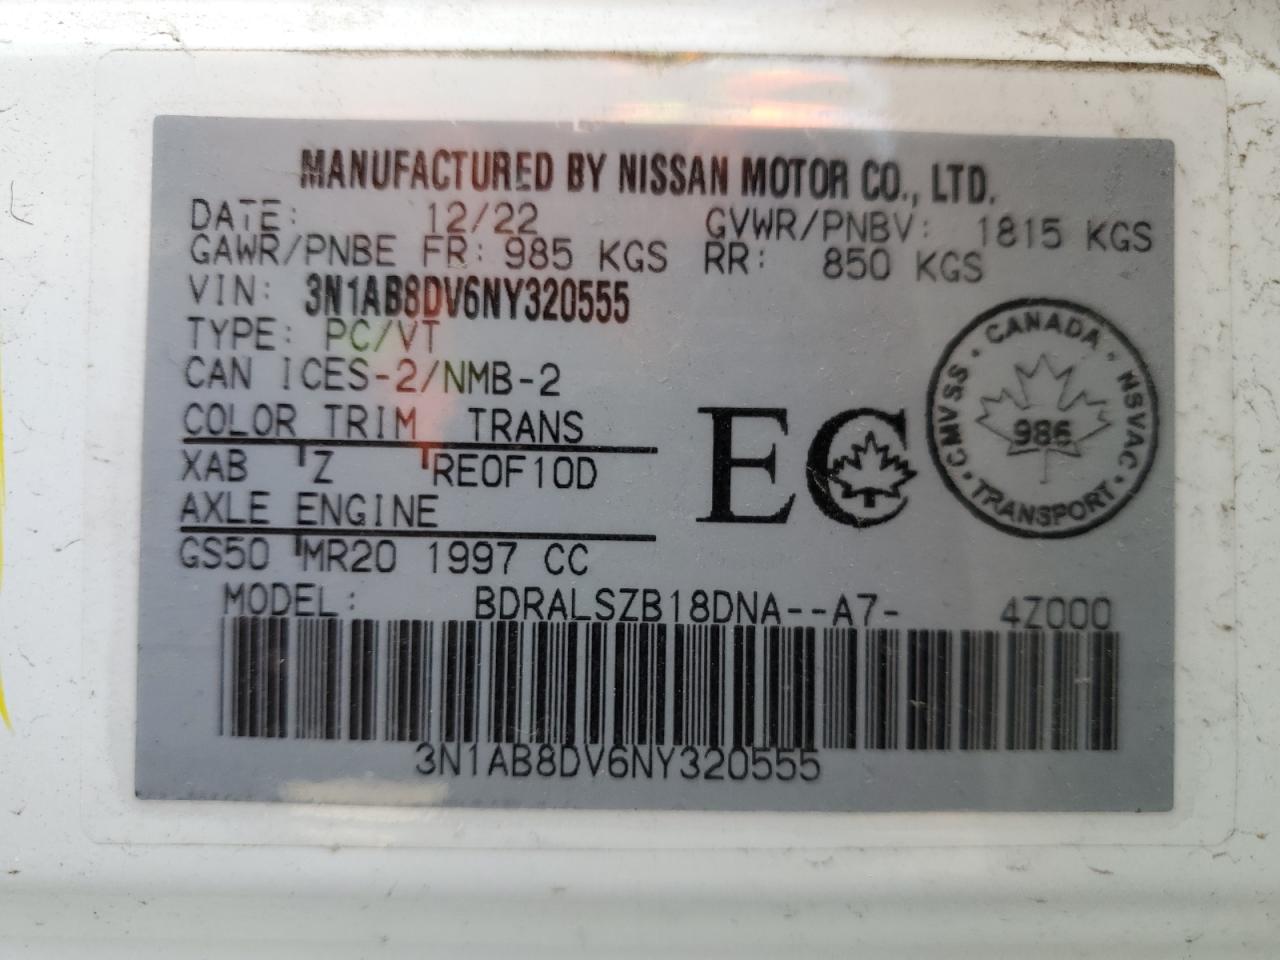 MANUFACTURED BY NISSAN MOTOR CO., LTD.
DATE: 12/22 GVWR/PNBV: 1815 KGS
GAWR/PNBE FR: 985 KGS RR: 850 KGS
VIN: 3N1AB8DV6NY320555
TYPE: PC/VT
CAN ICES-2/NMB-2
COLOR TRIM TRANS
XAB Z RE0F10D
AXLE ENGINE
GS50 MR20 1997 CC
EC
CANADA
CMVSS · NSVAC
986
TRANSPORT
MODEL: BDRALSZB18DNA--A7- 4Z000
3N1AB8DV6NY320555